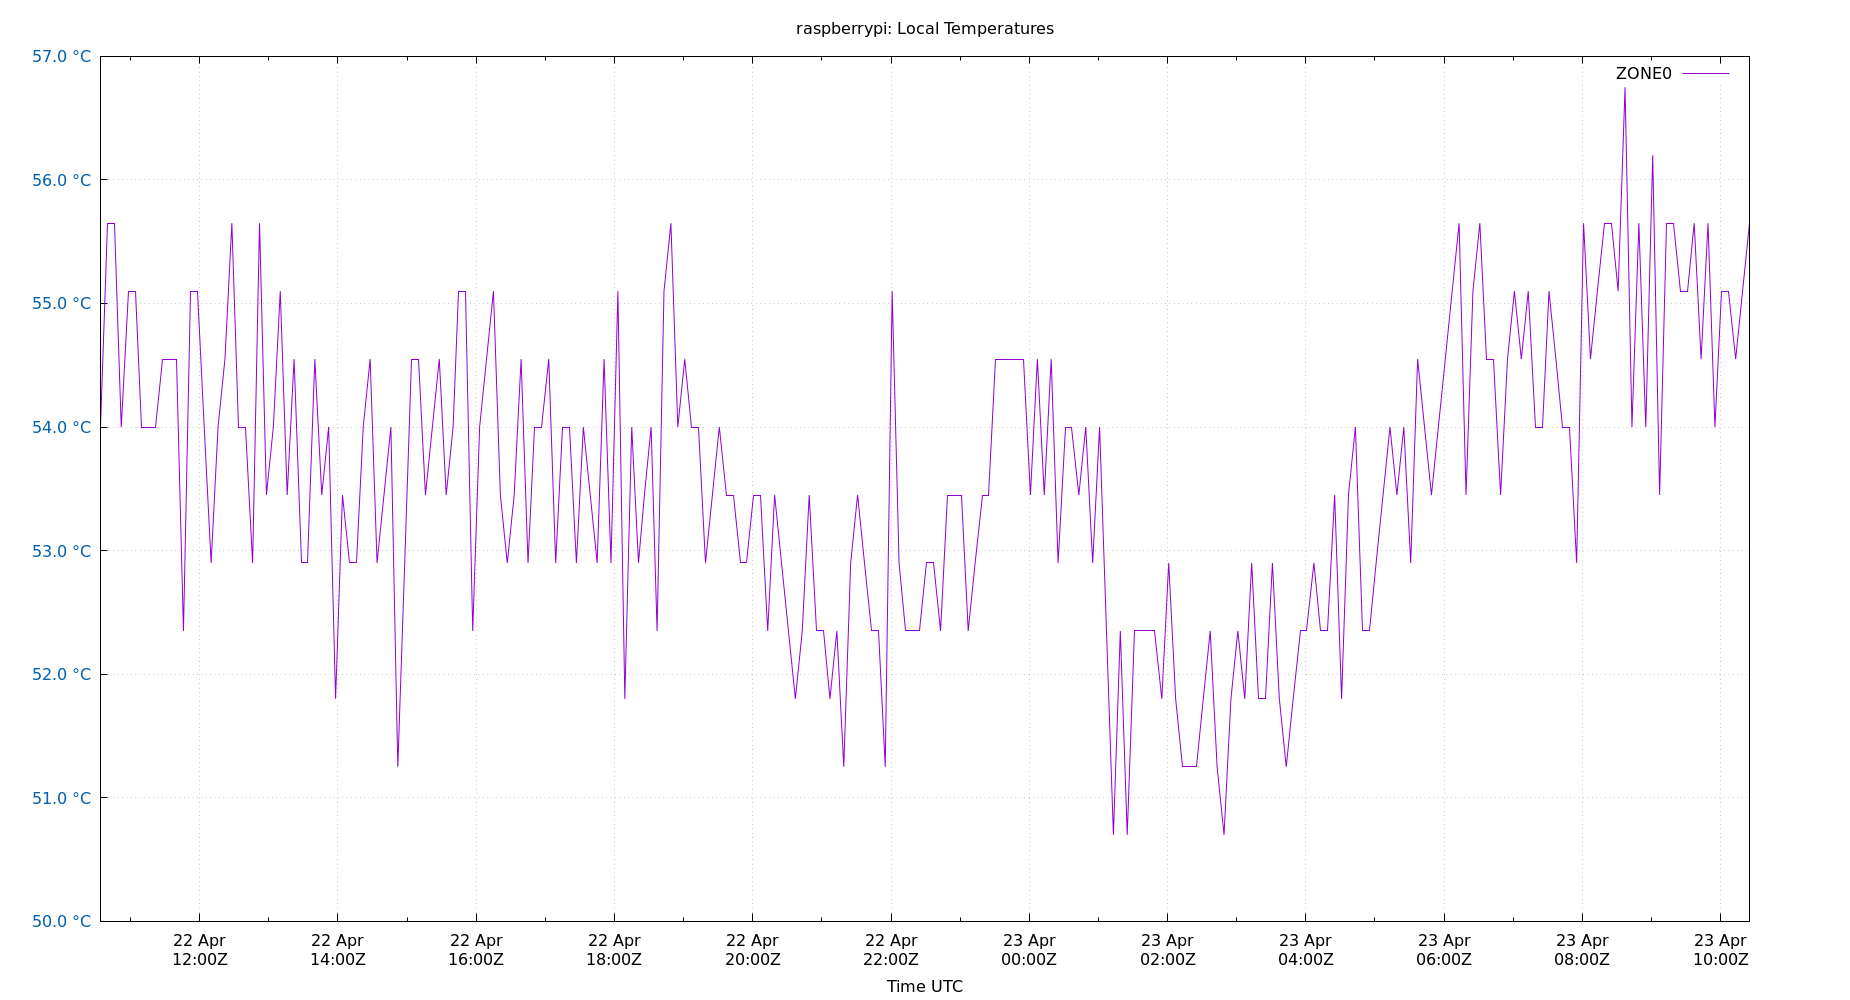 raspberrypi: Local Temperatures
57.0 °C
56.0 °C
55.0 °C
54.0 °C
53.0 °C
52.0 °C
51.0 °C
50.0 °C
ZONE0
22 Apr 22 Apr 22 Apr 22 Apr 22 Apr 22 Apr 23 Apr 23 Apr 23 Apr 23 Apr 23 Apr 23 Apr
12:00Z 14:00Z 16:00Z 18:00Z 20:00Z 22:00Z 00:00Z 02:00Z 04:00Z 06:00Z 08:00Z 10:00Z
Time UTC